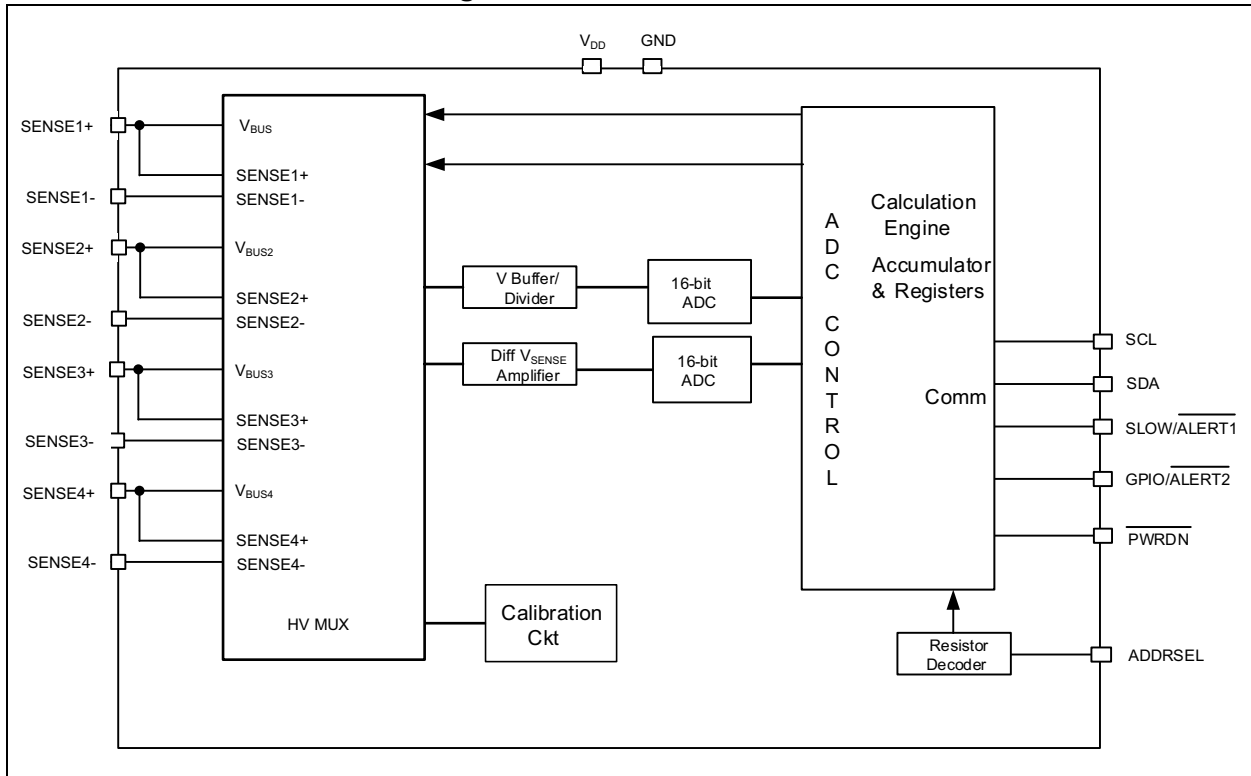 VDD GND
SENSE1+
SENSE1-
SENSE2+
SENSE2-
SENSE3+
SENSE3-
SENSE4+
SENSE4-
VBUS
SENSE1+
SENSE1-
VBUS2
SENSE2+
SENSE2-
VBUS3
SENSE3+
SENSE3-
VBUS4
SENSE4+
SENSE4-
HV MUX
V Buffer/
Divider
16-bit
ADC
Diff VSENSE
Amplifier
16-bit
ADC
Calibration
Ckt
ADC CONTROL
Calculation
Engine
Accumulator
& Registers
Comm
Resistor
Decoder
SCL
SDA
SLOW/ALERT1
GPIO/ALERT2
PWRDN
ADDRSEL